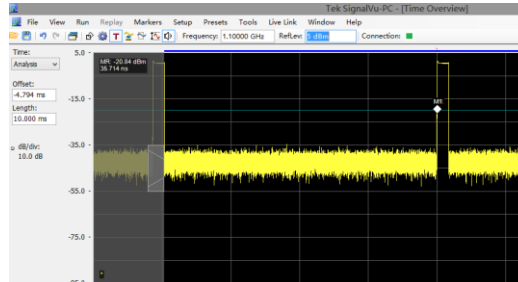 Tek SignalVu-PC - [Time Overview]
File View Run Replay Markers Setup Presets Tools Live Link Window Help
Frequency: 1.10000 GHz RefLev: 5 dBm Connection:
Time:
Analysis
Offset:
-4.794 ms
Length:
10.000 ms
dB/div:
10.0 dB
5.0
-15.0
-35.0
-55.0
-75.0
MR: -20.84 dBm
36.714 ns
MR